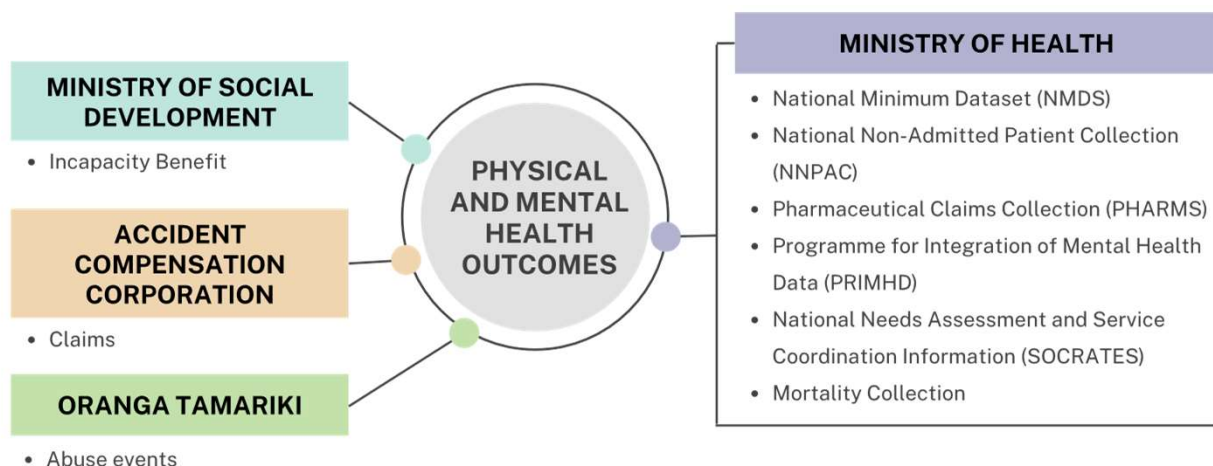 MINISTRY OF SOCIAL
DEVELOPMENT
• Incapacity Benefit
ACCIDENT
COMPENSATION
CORPORATION
• Claims
ORANGA TAMARIKI
• Abuse events
PHYSICAL
AND MENTAL
HEALTH
OUTCOMES
MINISTRY OF HEALTH
• National Minimum Dataset (NMDS)
• National Non-Admitted Patient Collection
(NNPAC)
• Pharmaceutical Claims Collection (PHARMS)
• Programme for Integration of Mental Health
Data (PRIMHD)
• National Needs Assessment and Service
Coordination Information (SOCRATES)
• Mortality Collection